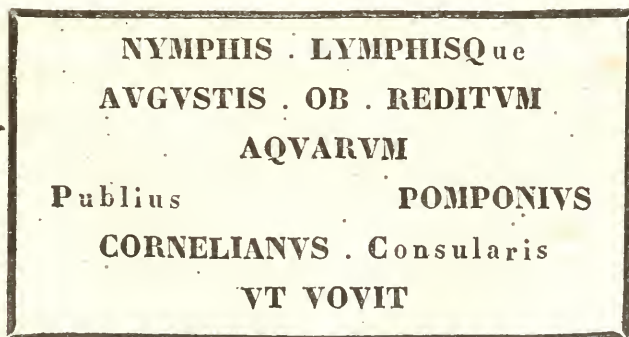 NYMPHIS . LYMPHISQue
AVGVSTIS . OB . REDITVM
AQVARVM
Publius POMPONIVS
CORNELIANVS . Consularis
VT VOVIT